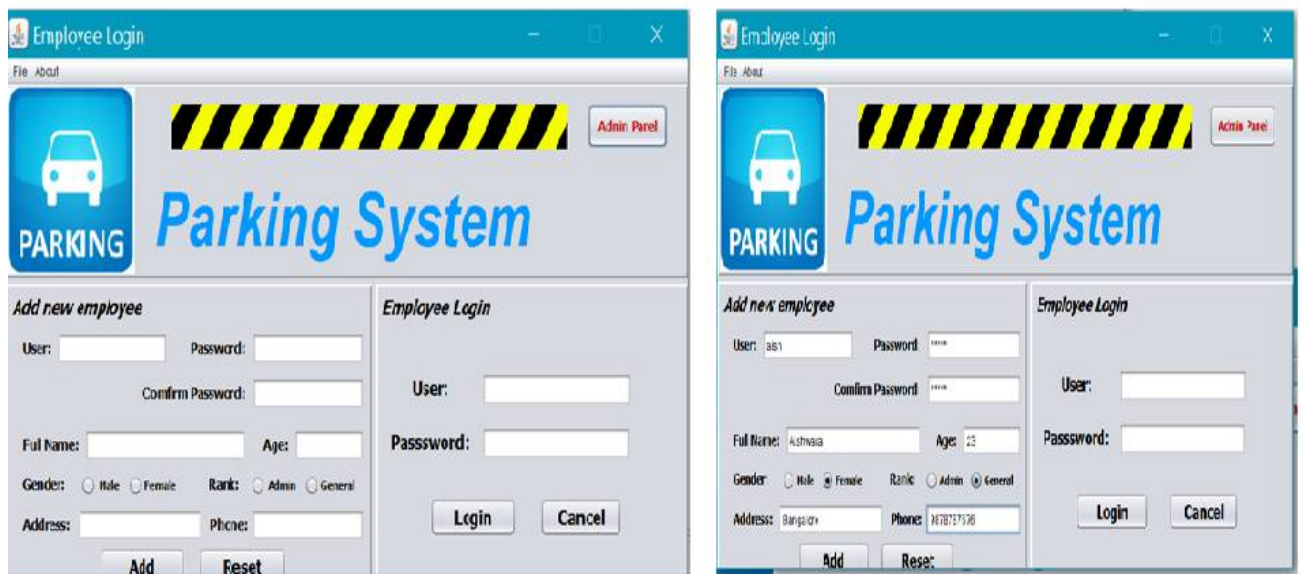 Employee Login
File About
Admin Panel
PARKING
Parking System
Add new employee
User: Password:
Comfirm Password:
Full Name: Age:
Gender: Male Female Rank: Admin General
Address: Phone:
Add Reset
Employee Login
User:
Passsword:
Login Cancel
Employee Login
File About
Admin Panel
PARKING
Parking System
Add new employee
User: Password
Comfirm Password
Full Name: Age: 23
Gender Male Female Rank Admin General
Address: Phone:
Add Reset
Employee Login
User:
Passsword:
Login Cancel